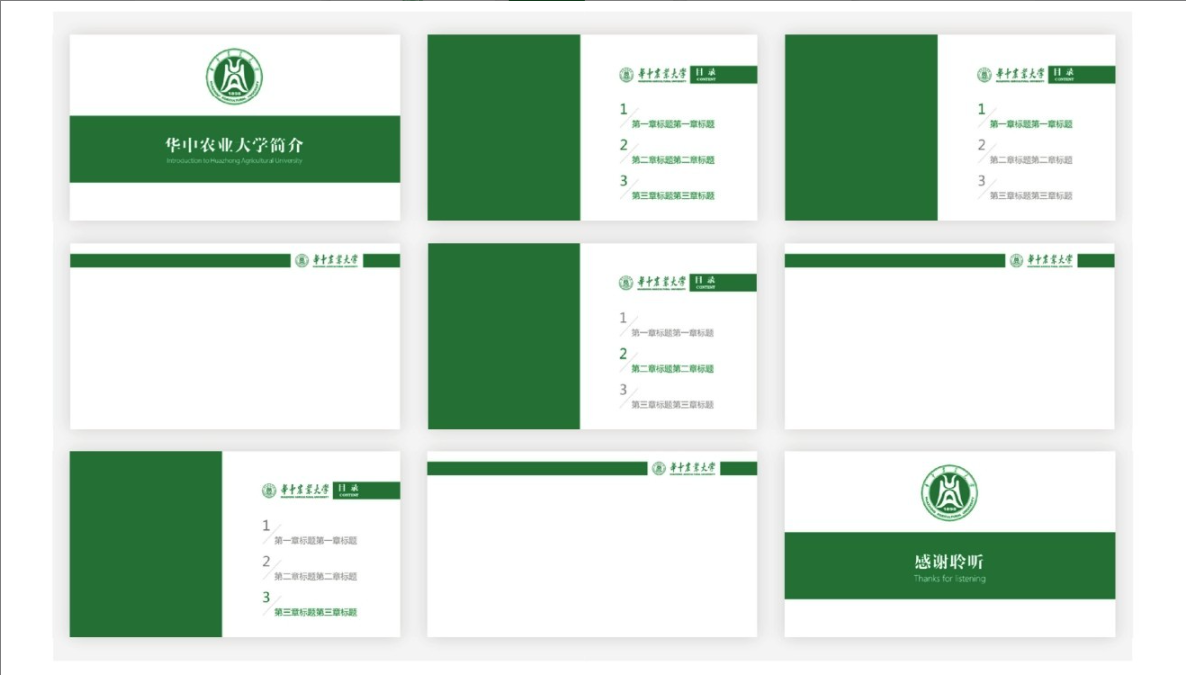 华中农业大学简介
Introduction to Huazhong Agricultural University
华中农业大学
目 录
CONTENT
1
第一章标题第一章标题
2
第二章标题第二章标题
3
第三章标题第三章标题
华中农业大学
目 录
CONTENT
1
第一章标题第一章标题
2
第二章标题第二章标题
3
第三章标题第三章标题
华中农业大学
华中农业大学
目 录
CONTENT
1
第一章标题第一章标题
2
第二章标题第二章标题
3
第三章标题第三章标题
华中农业大学
华中农业大学
目 录
CONTENT
1
第一章标题第一章标题
2
第二章标题第二章标题
3
第三章标题第三章标题
华中农业大学
感谢聆听
Thanks for listening